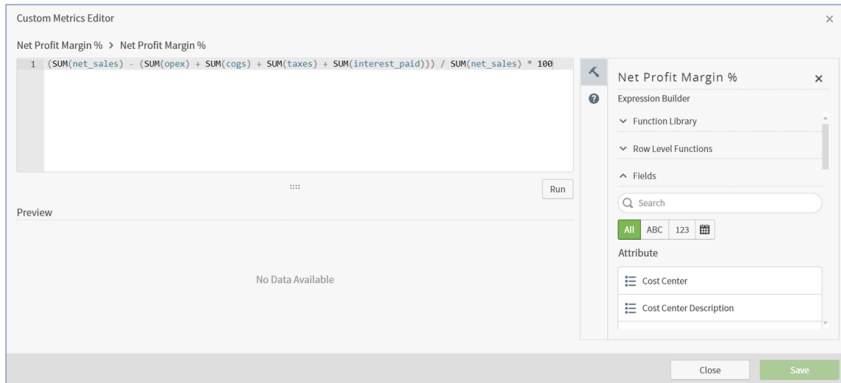 Custom Metrics Editor
Net Profit Margin % > Net Profit Margin %
1 (SUM(net_sales) - (SUM(opex) + SUM(cogs) + SUM(taxes) + SUM(interest_paid))) / SUM(net_sales) * 100
Run
Preview
No Data Available
Net Profit Margin %
Expression Builder
Function Library
Row Level Functions
Fields
Search
All ABC 123
Attribute
Cost Center
Cost Center Description
Close Save